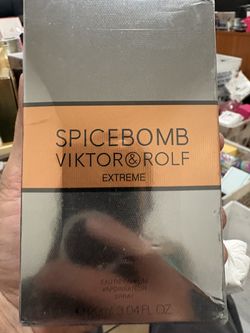 SPICEBOMB
VIKTOR&ROLF
EXTREME
EAU DE PARFUM
VAPORISATEUR
SPRAY
3.04 FL. OZ.